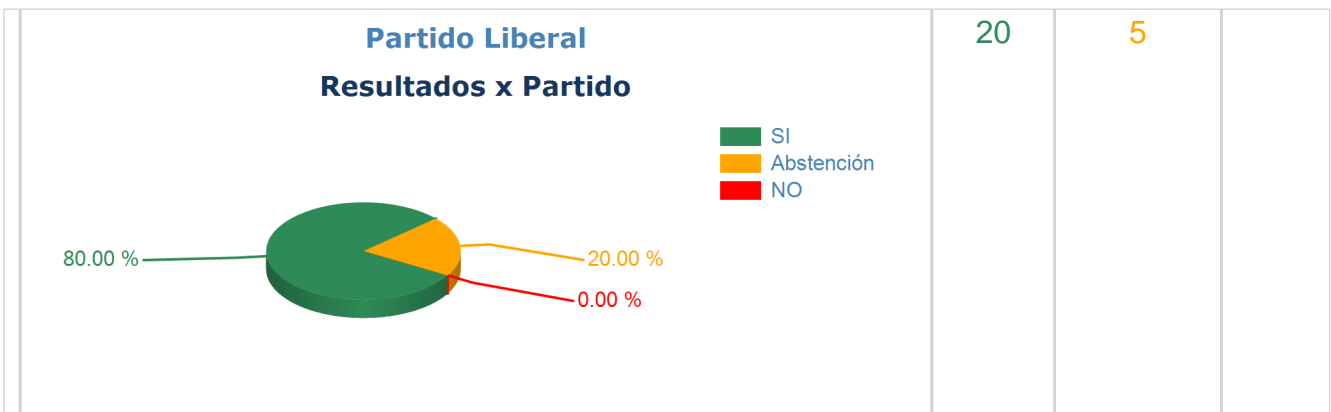 Partido Liberal
20
5
Resultados x Partido
SI
Abstención
NO
80.00 %
20.00 %
0.00 %